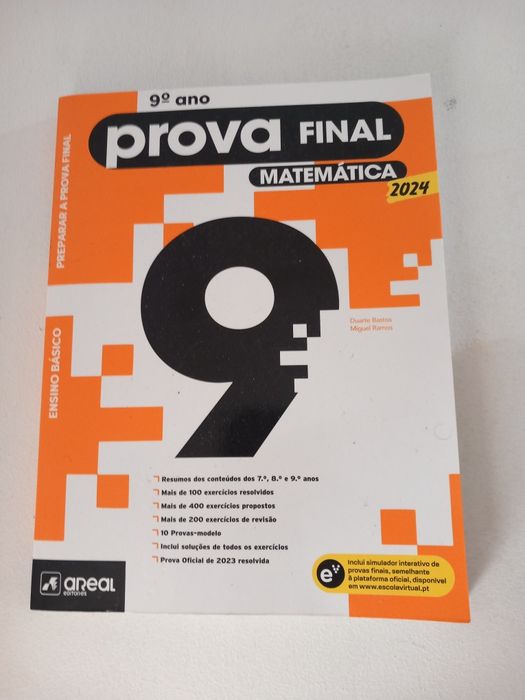 9º ano
prova FINAL
MATEMÁTICA
2024
PREPARAR A PROVA FINAL
ENSINO BÁSICO
9
Duarte Bastos
Miguel Ramos
Resumos dos conteúdos dos 7.º, 8.º e 9.º anos
Mais de 100 exercícios resolvidos
Mais de 400 exercícios propostos
Mais de 200 exercícios de revisão
10 Provas-modelo
Inclui soluções de todos os exercícios
Prova Oficial de 2023 resolvida
areal
editores
e
Inclui simulador interativo de
provas finais, semelhante
à plataforma oficial, disponível
em www.escolavirtual.pt